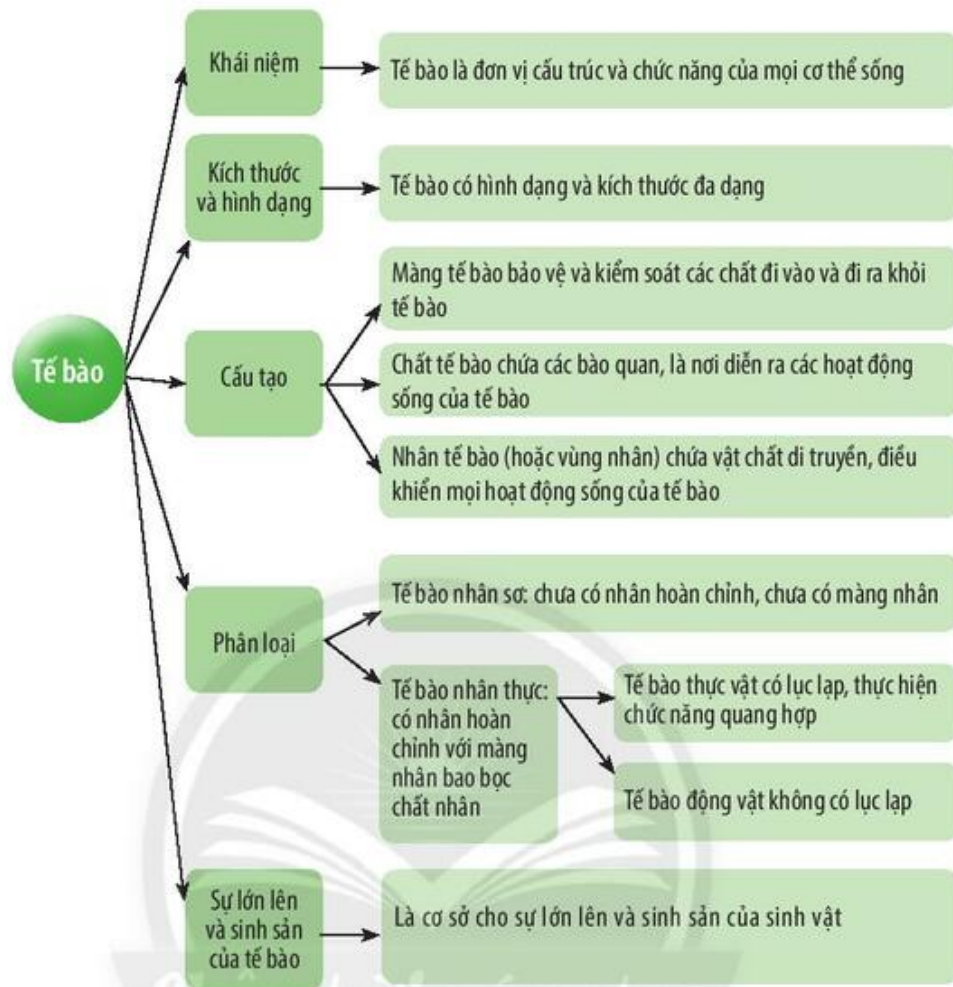 Khái niệm
Tế bào là đơn vị cấu trúc và chức năng của mọi cơ thể sống
Kích thước
và hình dạng
Tế bào có hình dạng và kích thước đa dạng
Tế bào
Cấu tạo
Màng tế bào bảo vệ và kiểm soát các chất đi vào và đi ra khỏi
tế bào
Chất tế bào chứa các bào quan, là nơi diễn ra các hoạt động
sống của tế bào
Nhân tế bào (hoặc vùng nhân) chứa vật chất di truyền, điều
khiển mọi hoạt động sống của tế bào
Phân loại
Tế bào nhân sơ: chưa có nhân hoàn chỉnh, chưa có màng nhân
Tế bào nhân thực:
có nhân hoàn
chỉnh với màng
nhân bao bọc
chất nhân
Tế bào thực vật có lục lạp, thực hiện
chức năng quang hợp
Tế bào động vật không có lục lạp
Sự lớn lên
và sinh sản
của tế bào
Là cơ sở cho sự lớn lên và sinh sản của sinh vật